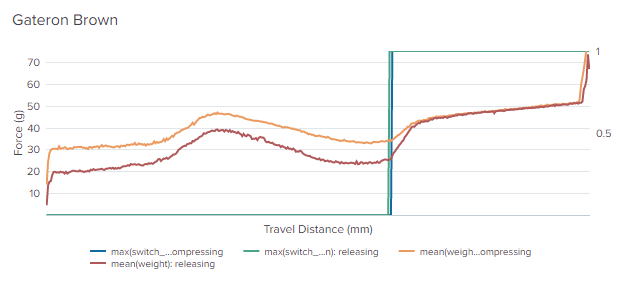 Gateron Brown
70
60
50
40
30
20
10
Force (g)
1
0.5
Travel Distance (mm)
max(switch_...ompressing
max(switch_...n): releasing
mean(weigh...ompressing
mean(weight): releasing